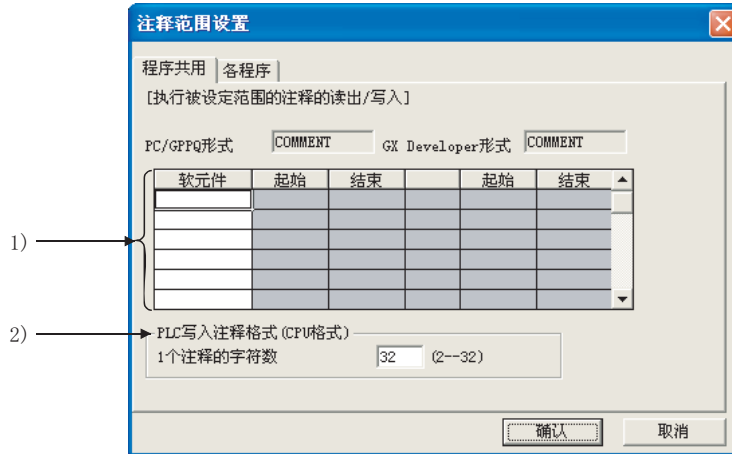 注释范围设置
程序共用 各程序
[执行被设定范围的注释的读出/写入]
PC/GPPQ形式 COMMENT GX Developer形式 COMMENT
软元件 起始 结束 起始 结束
1)
2) PLC写入注释格式(CPU格式)
1个注释的字符数 32 (2--32)
确认 取消